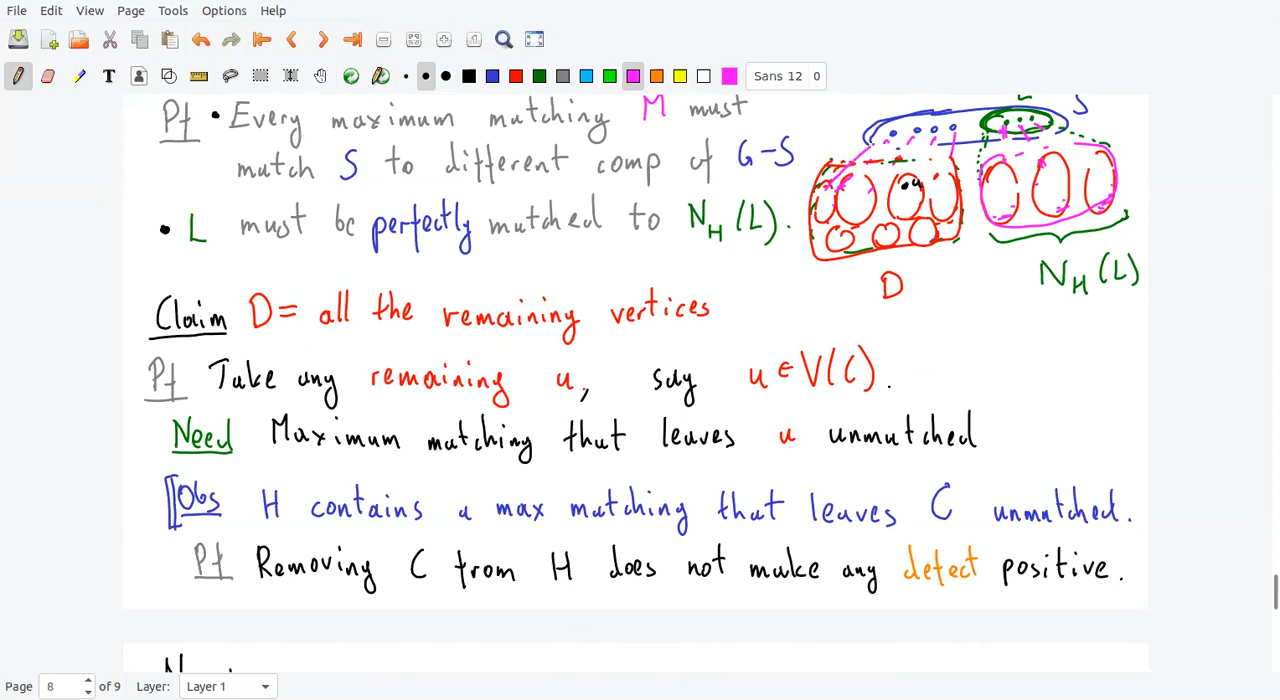 File Edit View Page Tools Options Help
Sans 12 0
Pf • Every maximum matching M must
match S to different comp of G-S
• L must be perfectly matched to N_H(L).
L S
u
D
N_H(L)
Claim D = all the remaining vertices
Pf Take any remaining u, say u ∈ V(C).
Need Maximum matching that leaves u unmatched
Obs H contains a max matching that leaves C unmatched.
Pf Removing C from H does not make any defect positive.
Page 8 of 9 Layer: Layer 1